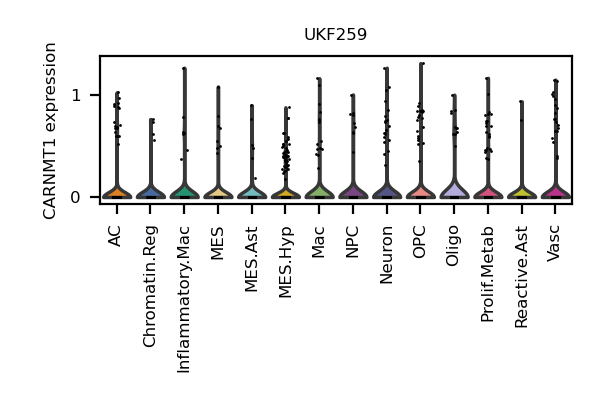 UKF259
CARNMT1 expression
1
0
AC
Chromatin.Reg
Inflammatory.Mac
MES
MES.Ast
MES.Hyp
Mac
NPC
Neuron
OPC
Oligo
Prolif.Metab
Reactive.Ast
Vasc